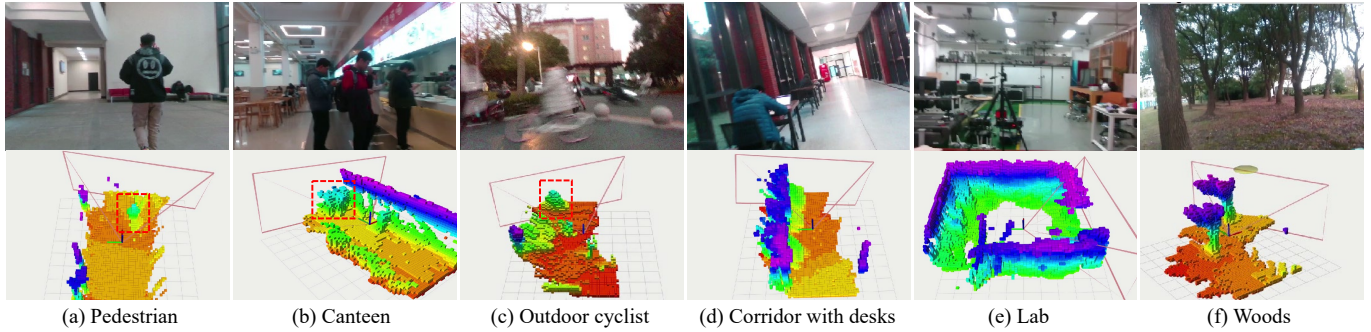 (a) Pedestrian
(b) Canteen
(c) Outdoor cyclist
(d) Corridor with desks
(e) Lab
(f) Woods